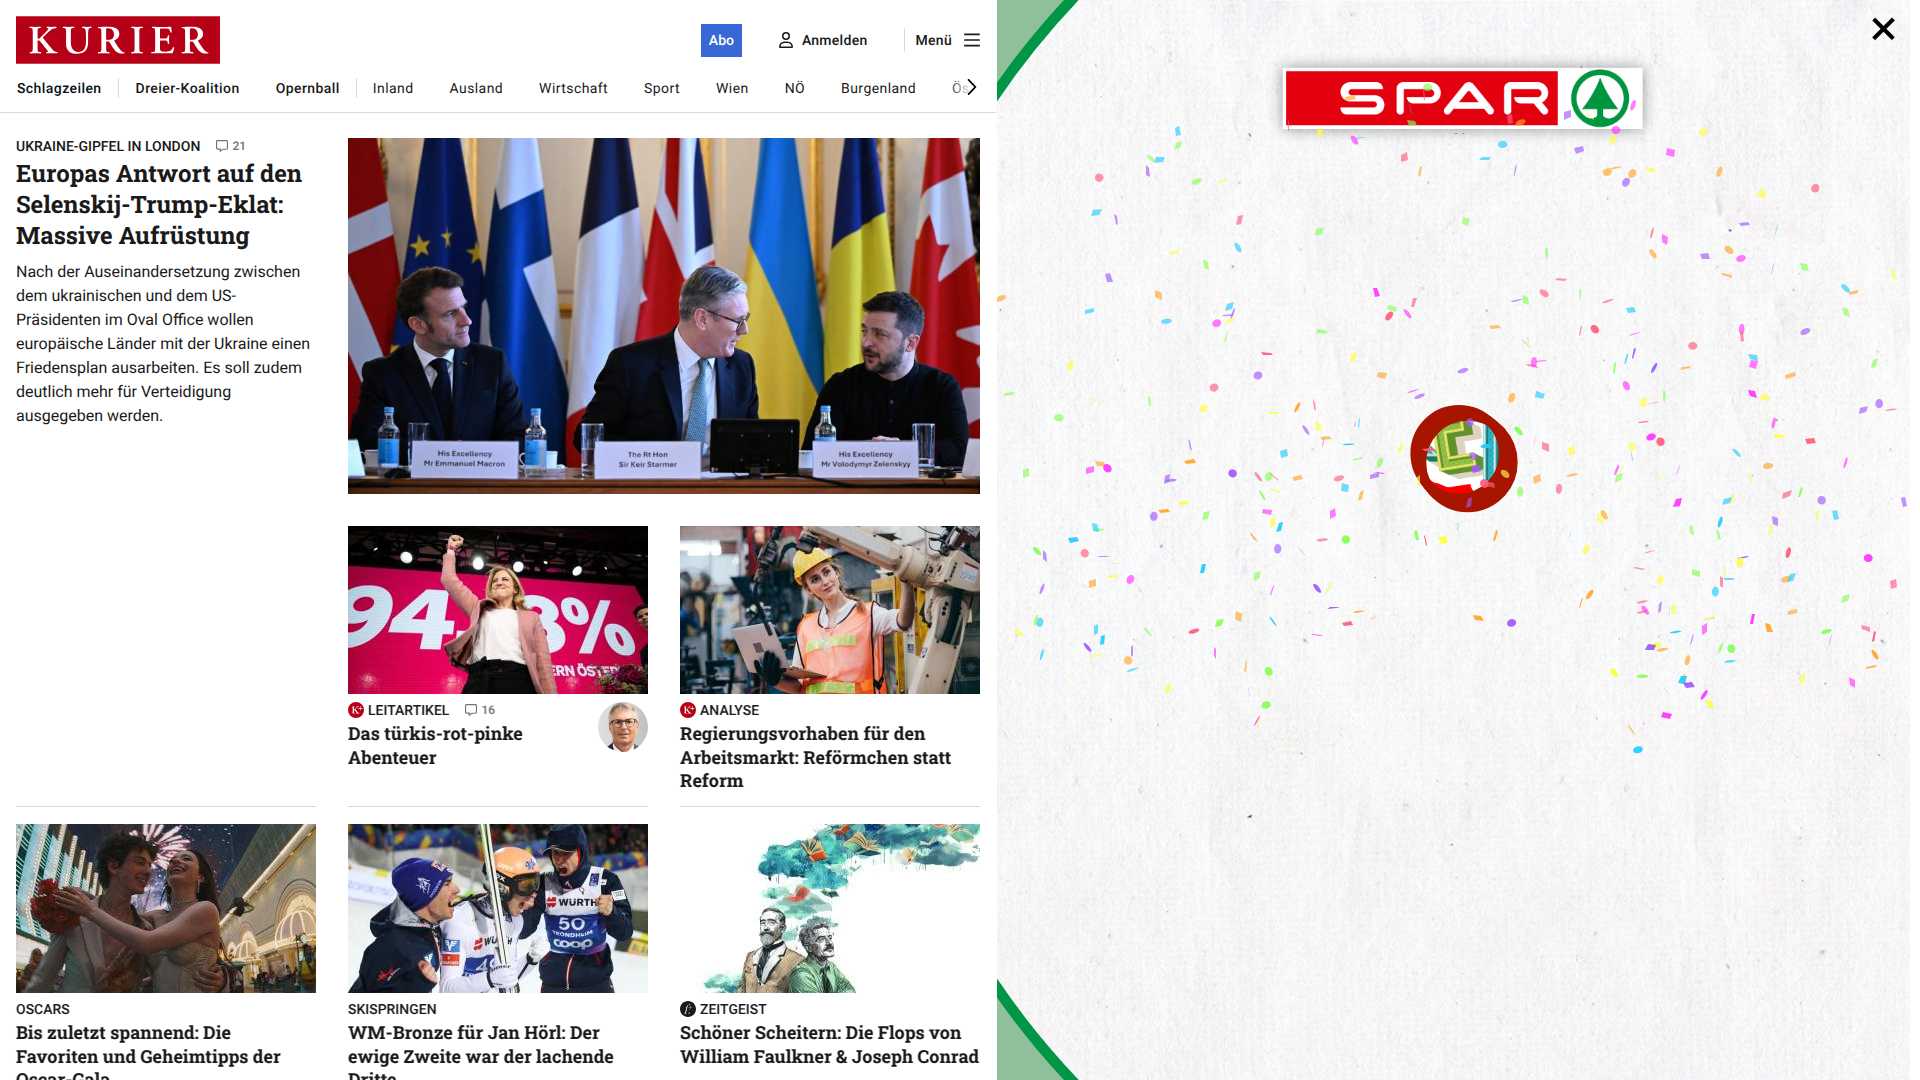 KURIER
Abo
Anmelden
Menü
Schlagzeilen
Dreier-Koalition
Opernball
Inland
Ausland
Wirtschaft
Sport
Wien
NÖ
Burgenland
SPAR
UKRAINE-GIPFEL IN LONDON
21
Europas Antwort auf den
Selenskij-Trump-Eklat:
Massive Aufrüstung
Nach der Auseinandersetzung zwischen
dem ukrainischen und dem US-
Präsidenten im Oval Office wollen
europäische Länder mit der Ukraine einen
Friedensplan ausarbeiten. Es soll zudem
deutlich mehr für Verteidigung
ausgegeben werden.
His Excellency
Mr Emmanuel Macron
The Rt Hon
Sir Keir Starmer
His Excellency
Mr Volodymyr Zelenskyy
%
K+ LEITARTIKEL
16
Das türkis-rot-pinke
Abenteuer
K+ ANALYSE
Regierungsvorhaben für den
Arbeitsmarkt: Reförmchen statt
Reform
OSCARS
Bis zuletzt spannend: Die
Favoriten und Geheimtipps der
Oscar-Gala
WÜRTH
50
TRONDHEIM
coop
SKISPRINGEN
WM-Bronze für Jan Hörl: Der
ewige Zweite war der lachende
Dritte
ZEITGEIST
Schöner Scheitern: Die Flops von
William Faulkner & Joseph Conrad